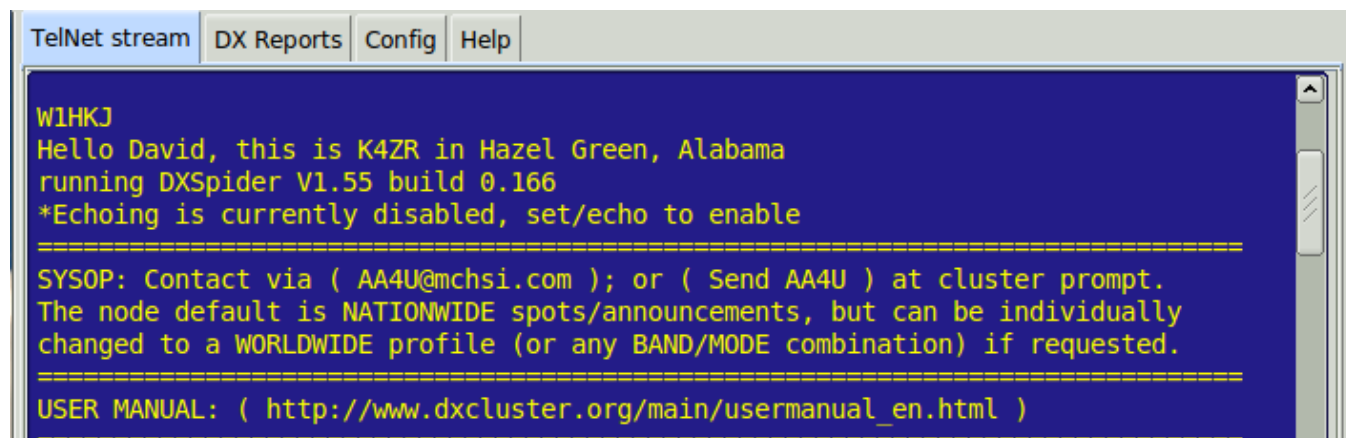 TelNet stream DX Reports Config Help
W1HKJ
Hello David, this is K4ZR in Hazel Green, Alabama
running DXSpider V1.55 build 0.166
*Echoing is currently disabled, set/echo to enable
===============================================================================
SYSOP: Contact via ( AA4U@mchsi.com ); or ( Send AA4U ) at cluster prompt.
The node default is NATIONWIDE spots/announcements, but can be individually
changed to a WORLDWIDE profile (or any BAND/MODE combination) if requested.
===============================================================================
USER MANUAL: ( http://www.dxcluster.org/main/usermanual_en.html )